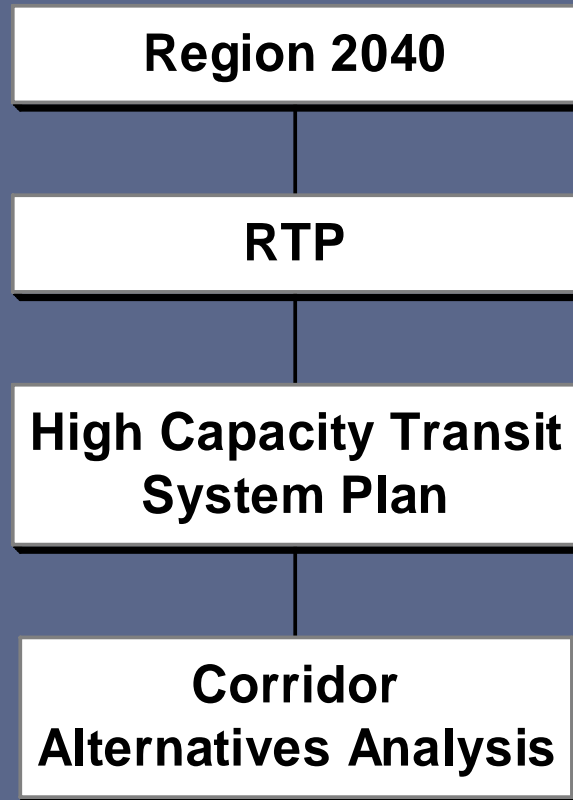 Region 2040
RTP
High Capacity Transit
System Plan
Corridor
Alternatives Analysis